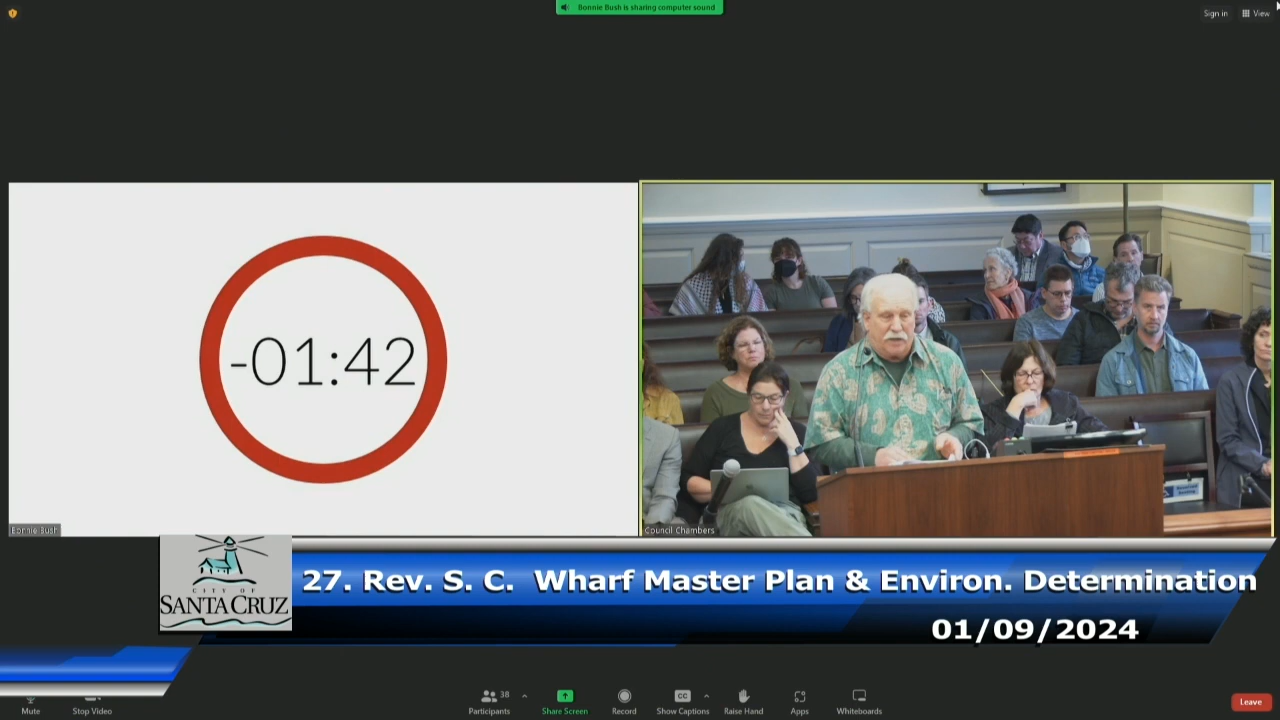 Bonnie Bush is sharing computer sound
Sign in
View
-01:42
Bonnie Bush
Council Chambers
CITY OF
SANTA CRUZ
27. Rev. S. C. Wharf Master Plan & Environ. Determination
01/09/2024
Mute
Stop Video
Participants
38
Share Screen
CC
Record
Show Captions
Raise Hand
Apps
Whiteboards
Leave